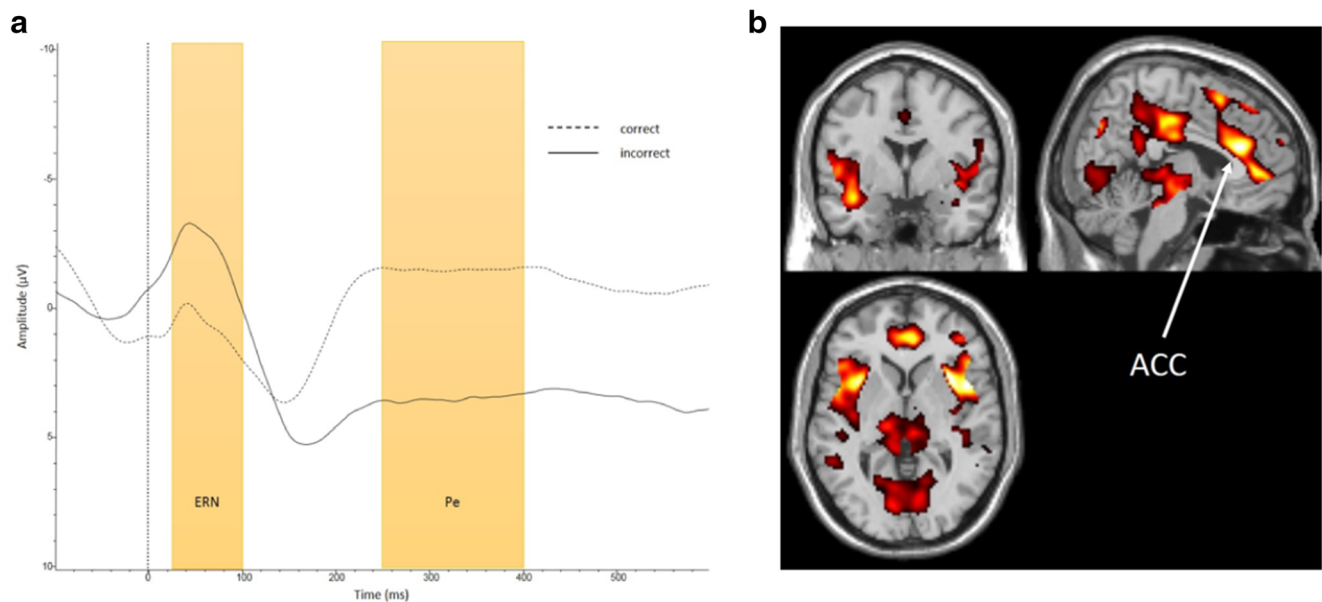 a
b
-10
-5
0
5
10
Amplitude (µV)
correct
incorrect
ERN
Pe
0
100
200
300
400
500
Time (ms)
ACC